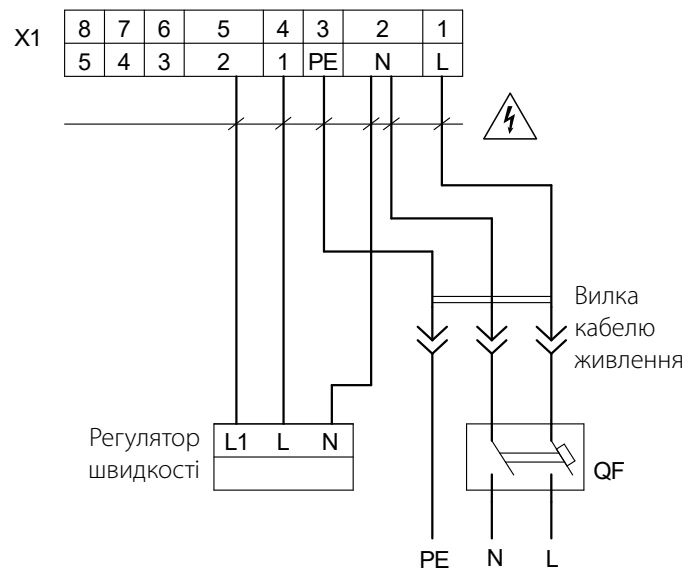 X1
8 7 6 5 4 3 2 1
5 4 3 2 1 PE N L
Вилка
кабелю
живлення
Регулятор
швидкості
L1 L N
QF
PE N L